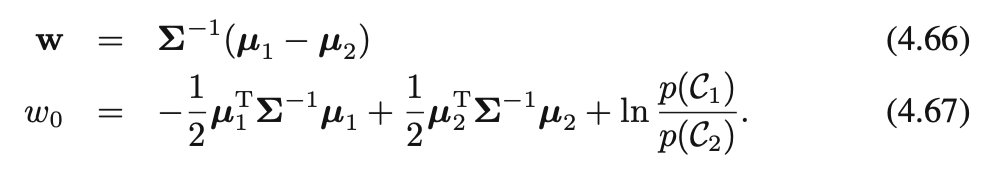 w = Σ⁻¹(μ₁ − μ₂) (4.66)
w₀ = −½μ₁ᵀΣ⁻¹μ₁ + ½μ₂ᵀΣ⁻¹μ₂ + ln p(𝒞₁)/p(𝒞₂). (4.67)